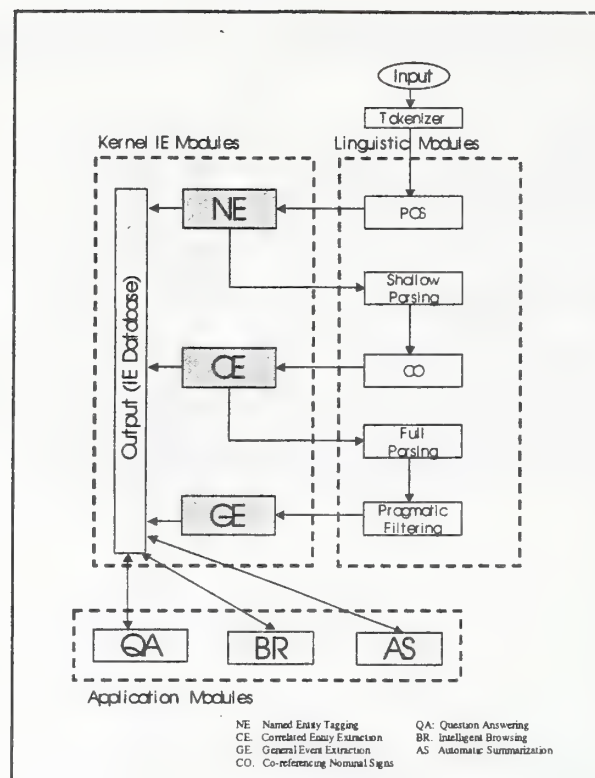 Input
Tokenizer
Kernel IE Modules
Linguistic Modules
NE
POS
Shallow
Parsing
Output (IE Database)
CE
CO
Full
Parsing
GE
Pragmatic
Filtering
QA
BR
AS
Application Modules
NE Named Entity Tagging
CE. Correlated Entity Extraction
GE General Event Extraction
CO. Co-referencing Nominal Signs
QA: Question Answering
BR. Intelligent Browsing
AS Automatic Summarization